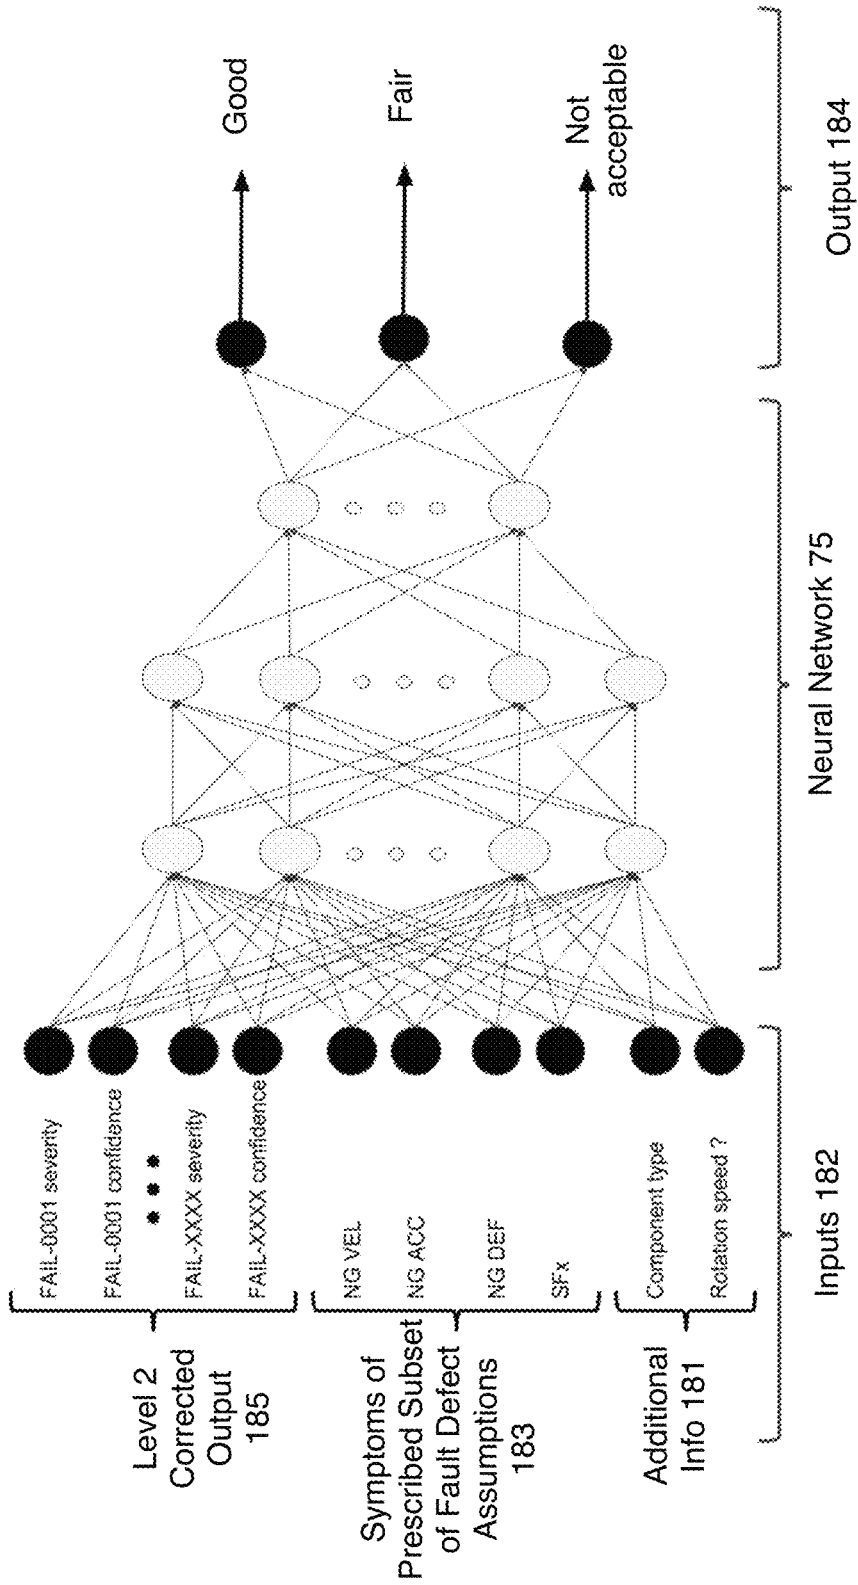 Level 2
Corrected
Output
185
FAIL-0001 severity
FAIL-0001 confidence
FAIL-XXXX severity
FAIL-XXXX confidence
Symptoms of
Prescribed Subset
of Fault Defect
Assumptions
183
NG VEL
NG ACC
NG DEF
SFx
Additional
Info 181
Component type
Rotation speed ?
Good
Fair
Not
acceptable
Inputs 182
Neural Network 75
Output 184